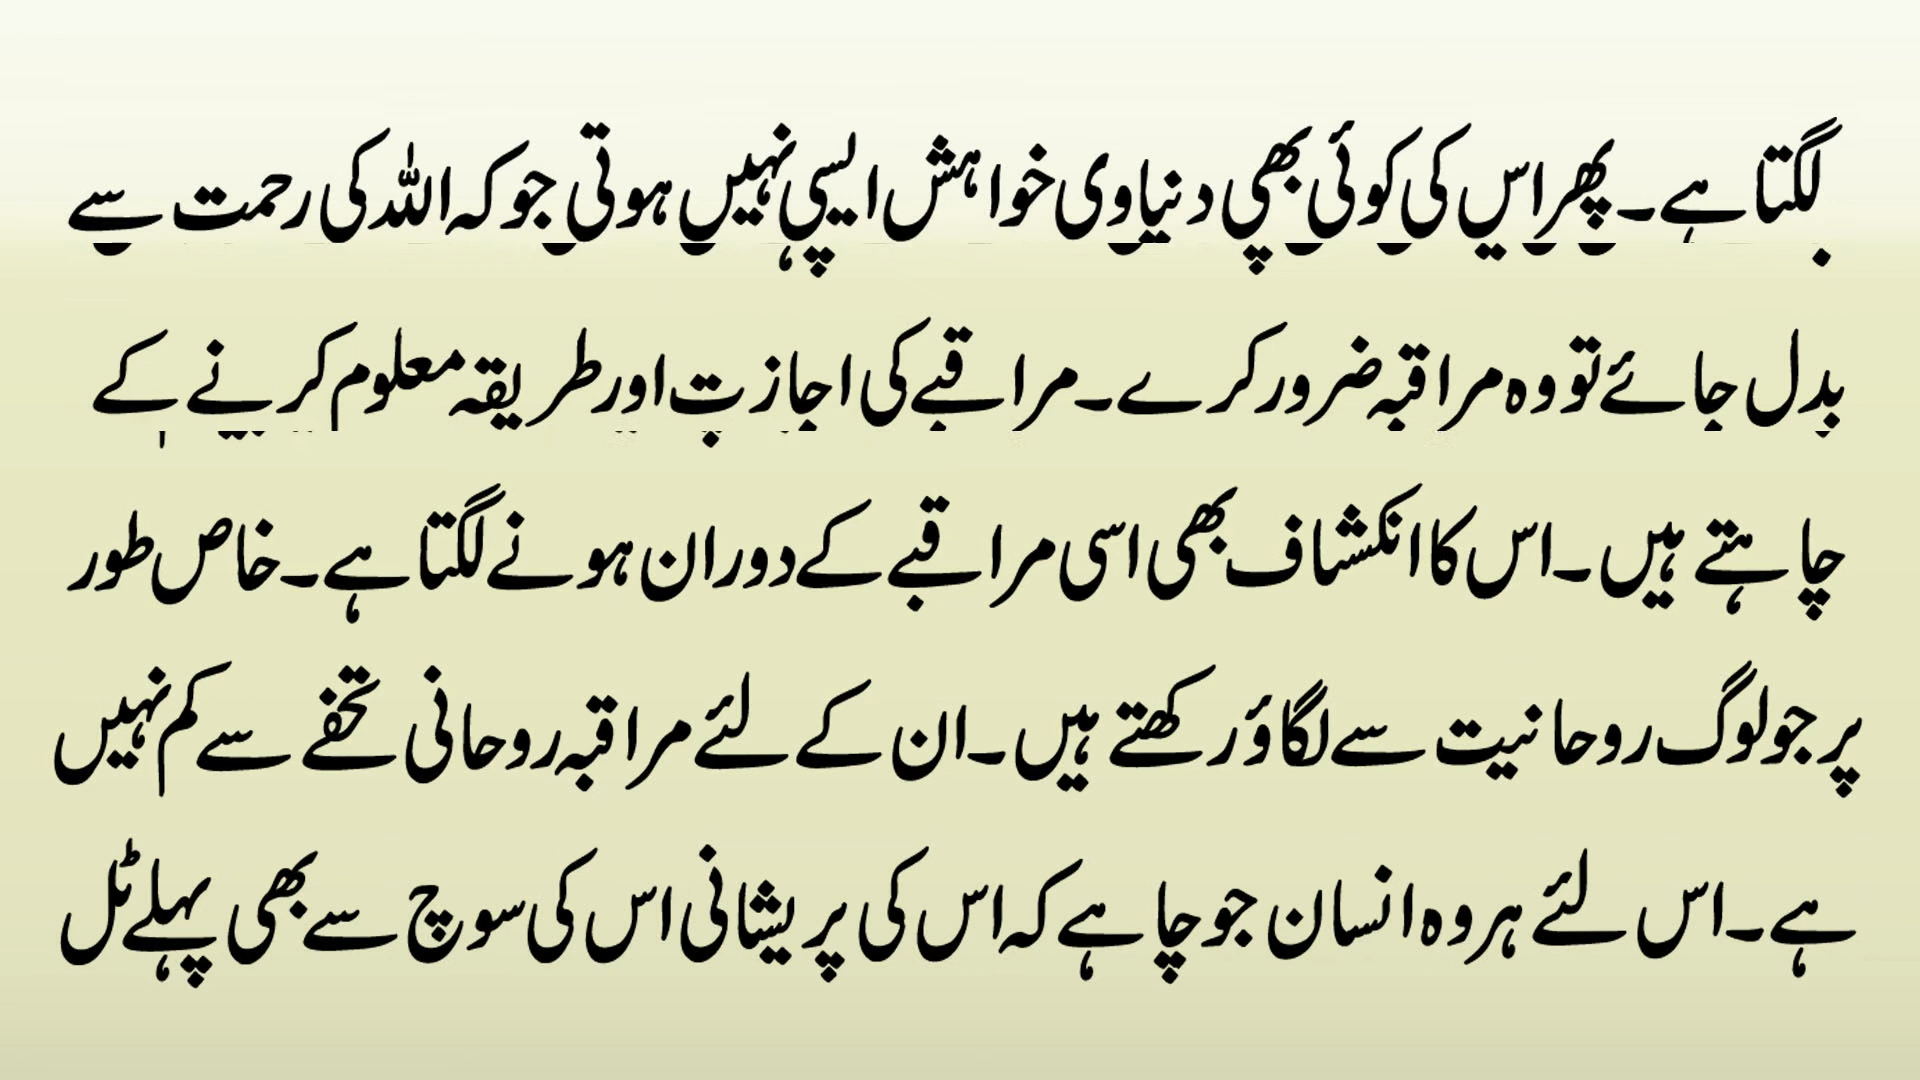 لگتا ہے۔ پھر اس کی کوئی بھی دنیاوی خواہش ایسی نہیں ہوتی جو کہ اللہ کی رحمت سے
بدل جائے تو وہ مراقبہ ضرور کرے۔ مراقبے کی اجازت اور طریقہ معلوم کرنے کے
چاہتے ہیں۔ اس کا انکشاف بھی اسی مراقبے کے دوران ہونے لگتا ہے۔ خاص طور
پر جو لوگ روحانیت سے لگاؤ رکھتے ہیں۔ ان کے لئے مراقبہ روحانی تحفے سے کم نہیں
ہے۔ اس لئے ہر وہ انسان جو چاہے کہ اس کی پریشانی اس کی سوچ سے بھی پہلے ٹل